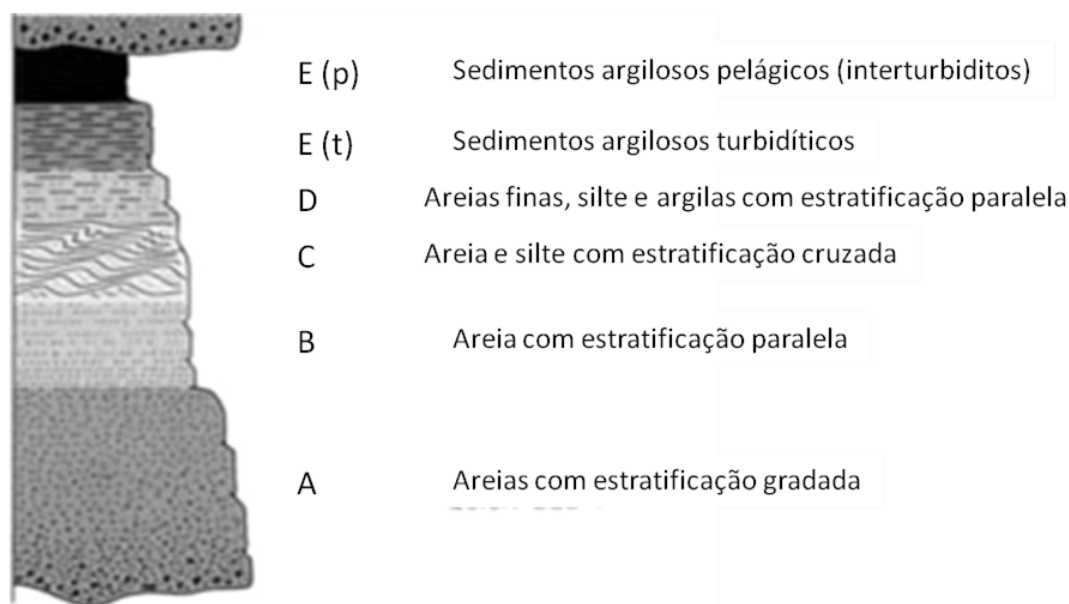 E (p) Sedimentos argilosos pelágicos (interturbiditos)
E (t) Sedimentos argilosos turbidíticos
D Areias finas, silte e argilas com estratificação paralela
C Areia e silte com estratificação cruzada
B Areia com estratificação paralela
A Areias com estratificação gradada